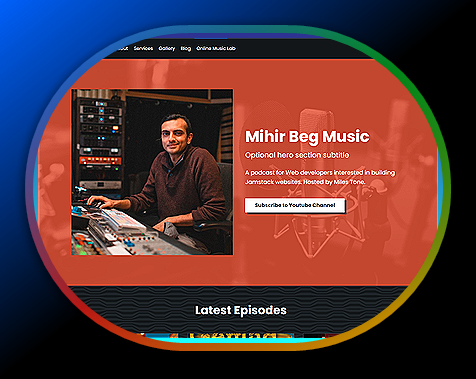 Services Gallery Blog Online Music Lab
Mihir Beg Music
Optional hero section subtitle
A podcast for Web developers interested in building
Jamstack websites. Hosted by Miles Tone.
Subscribe to Youtube Channel
Latest Episodes